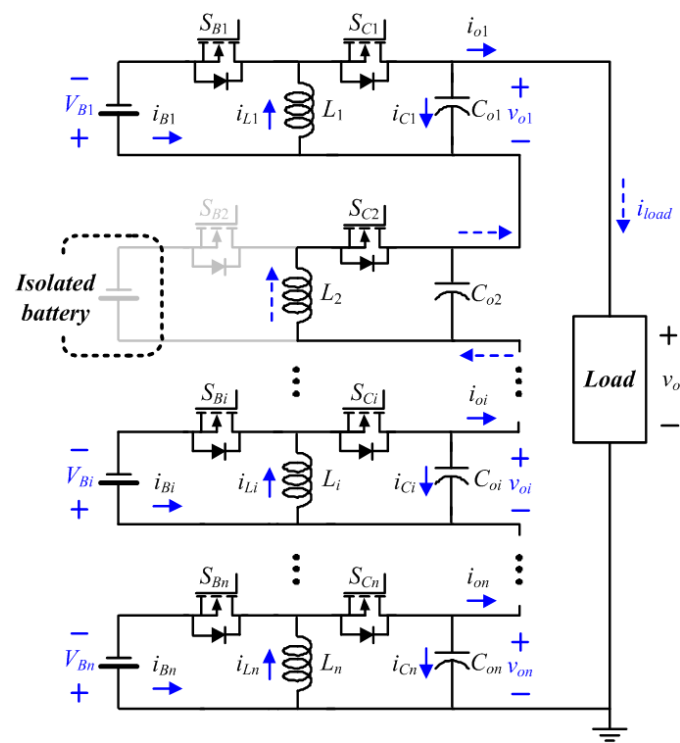 S_B1 S_C1 i_o1
− +
V_B1 i_B1 i_L1 L_1 i_C1 C_o1 v_o1
+ −
i_load
S_B2 S_C2
Isolated L_2 C_o2
battery
+
Load v_o
−
S_Bi S_Ci i_oi
− +
V_Bi i_Bi i_Li L_i i_Ci C_oi v_oi
+ −
S_Bn S_Cn i_on
− +
V_Bn i_Bn i_Ln L_n i_Cn C_on v_on
+ −